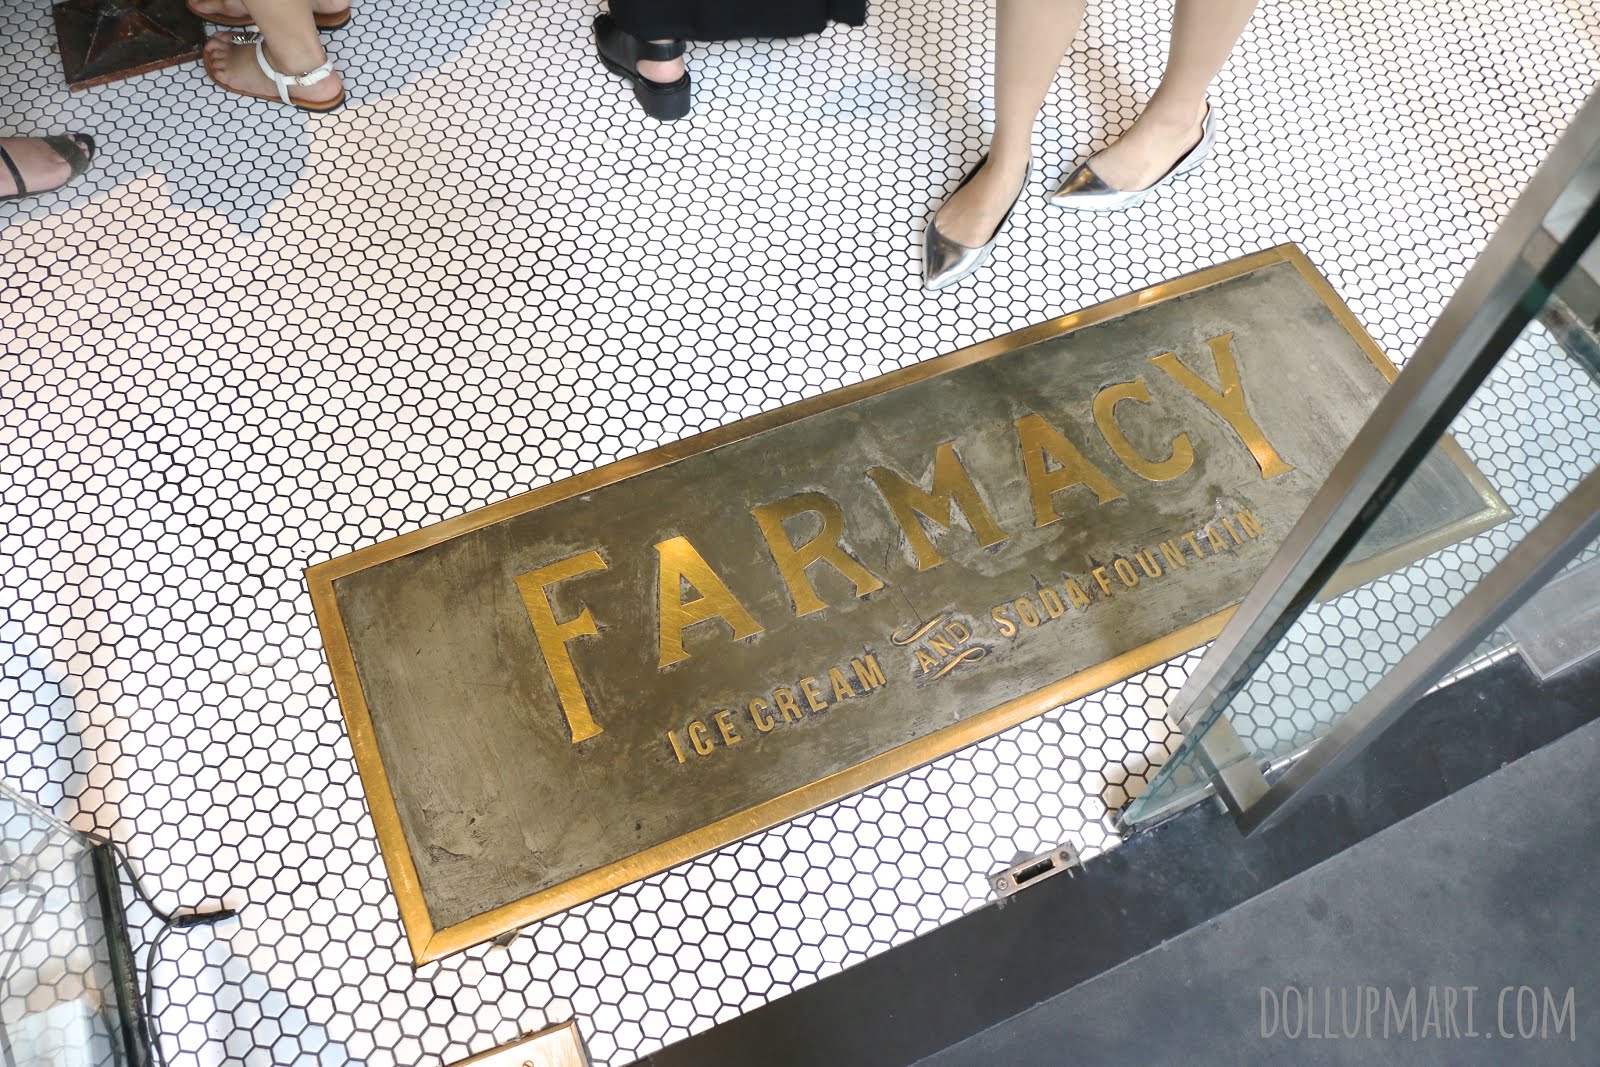 FARMACY
ICE CREAM AND SODA FOUNTAIN
DOLLUPMARI.COM